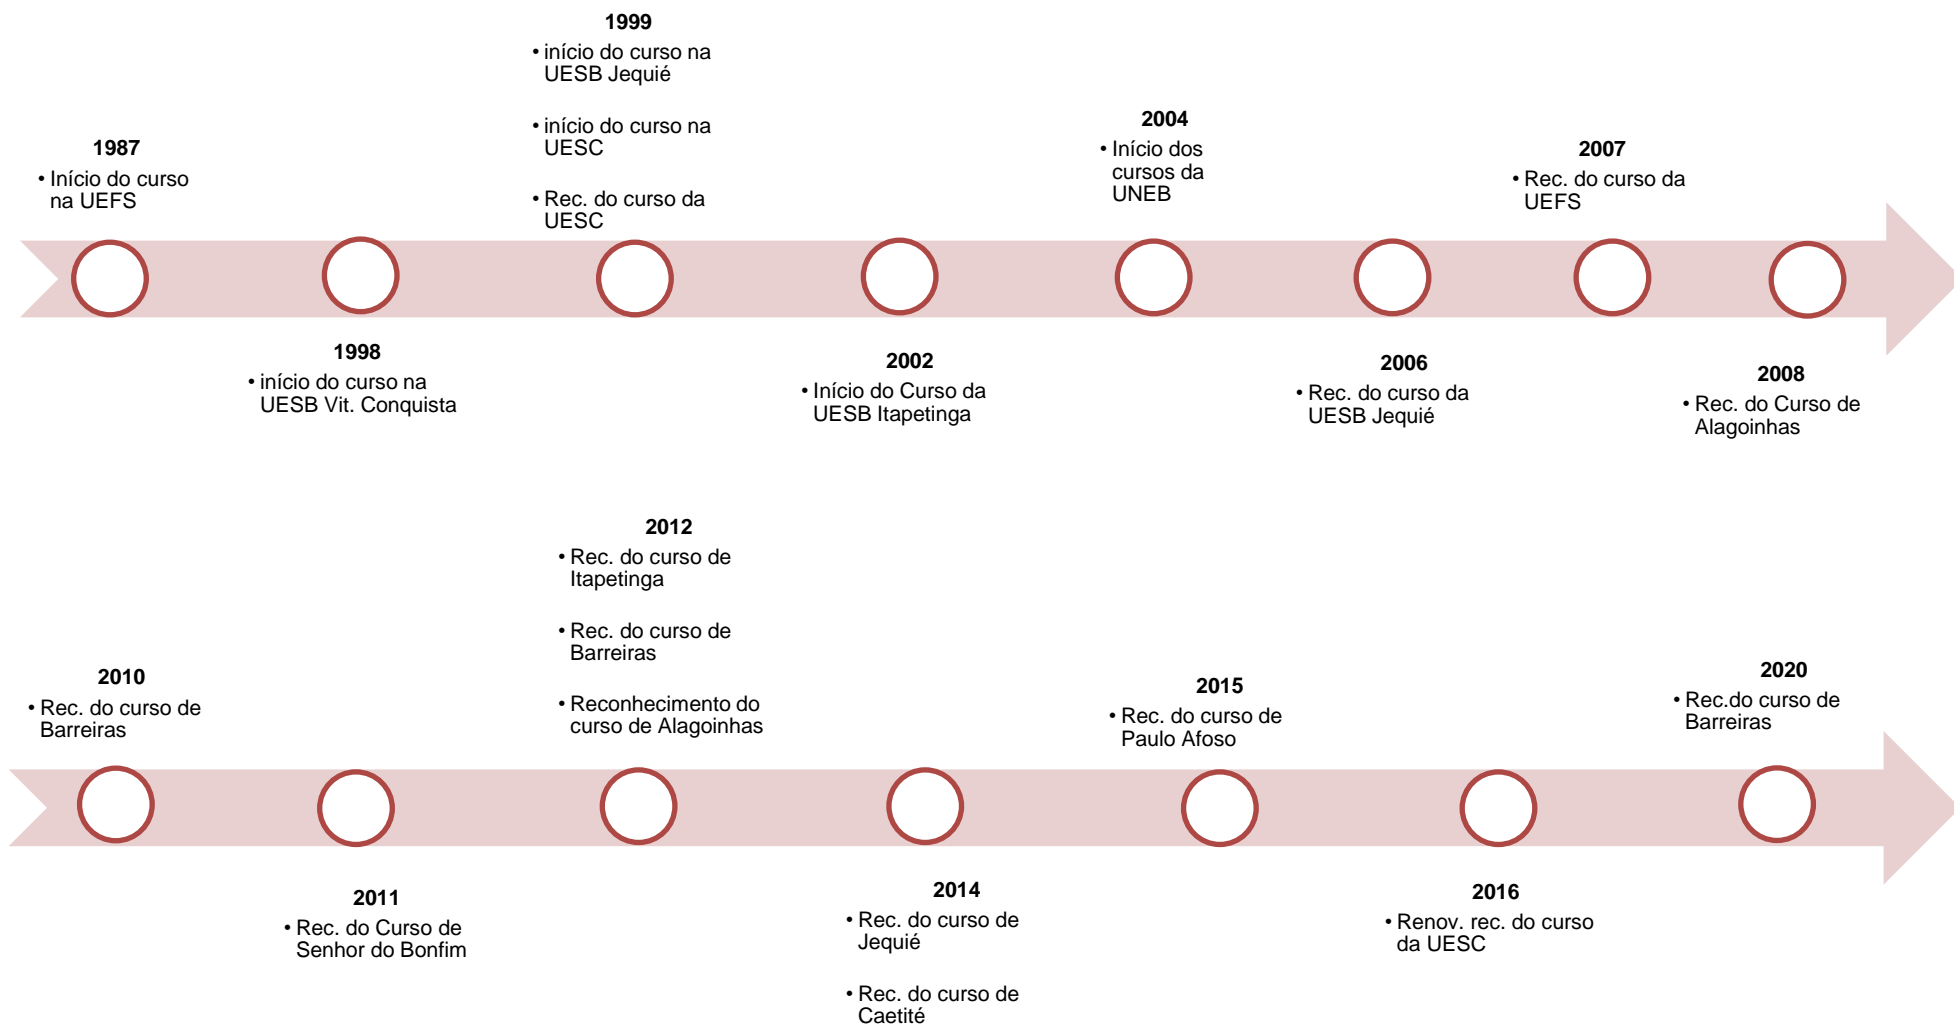 1987
• Início do curso
na UEFS
1998
• início do curso na
UESB Vit. Conquista
1999
• início do curso na
UESB Jequié
• início do curso na
UESC
• Rec. do curso da
UESC
2002
• Início do Curso da
UESB Itapetinga
2004
• Início dos
cursos da
UNEB
2006
• Rec. do curso da
UESB Jequié
2007
• Rec. do curso da
UEFS
2008
• Rec. do Curso de
Alagoinhas
2010
• Rec. do curso de
Barreiras
2011
• Rec. do Curso de
Senhor do Bonfim
2012
• Rec. do curso de
Itapetinga
• Rec. do curso de
Barreiras
• Reconhecimento do
curso de Alagoinhas
2014
• Rec. do curso de
Jequié
• Rec. do curso de
Caetité
2015
• Rec. do curso de
Paulo Afoso
2016
• Renov. rec. do curso
da UESC
2020
• Rec.do curso de
Barreiras